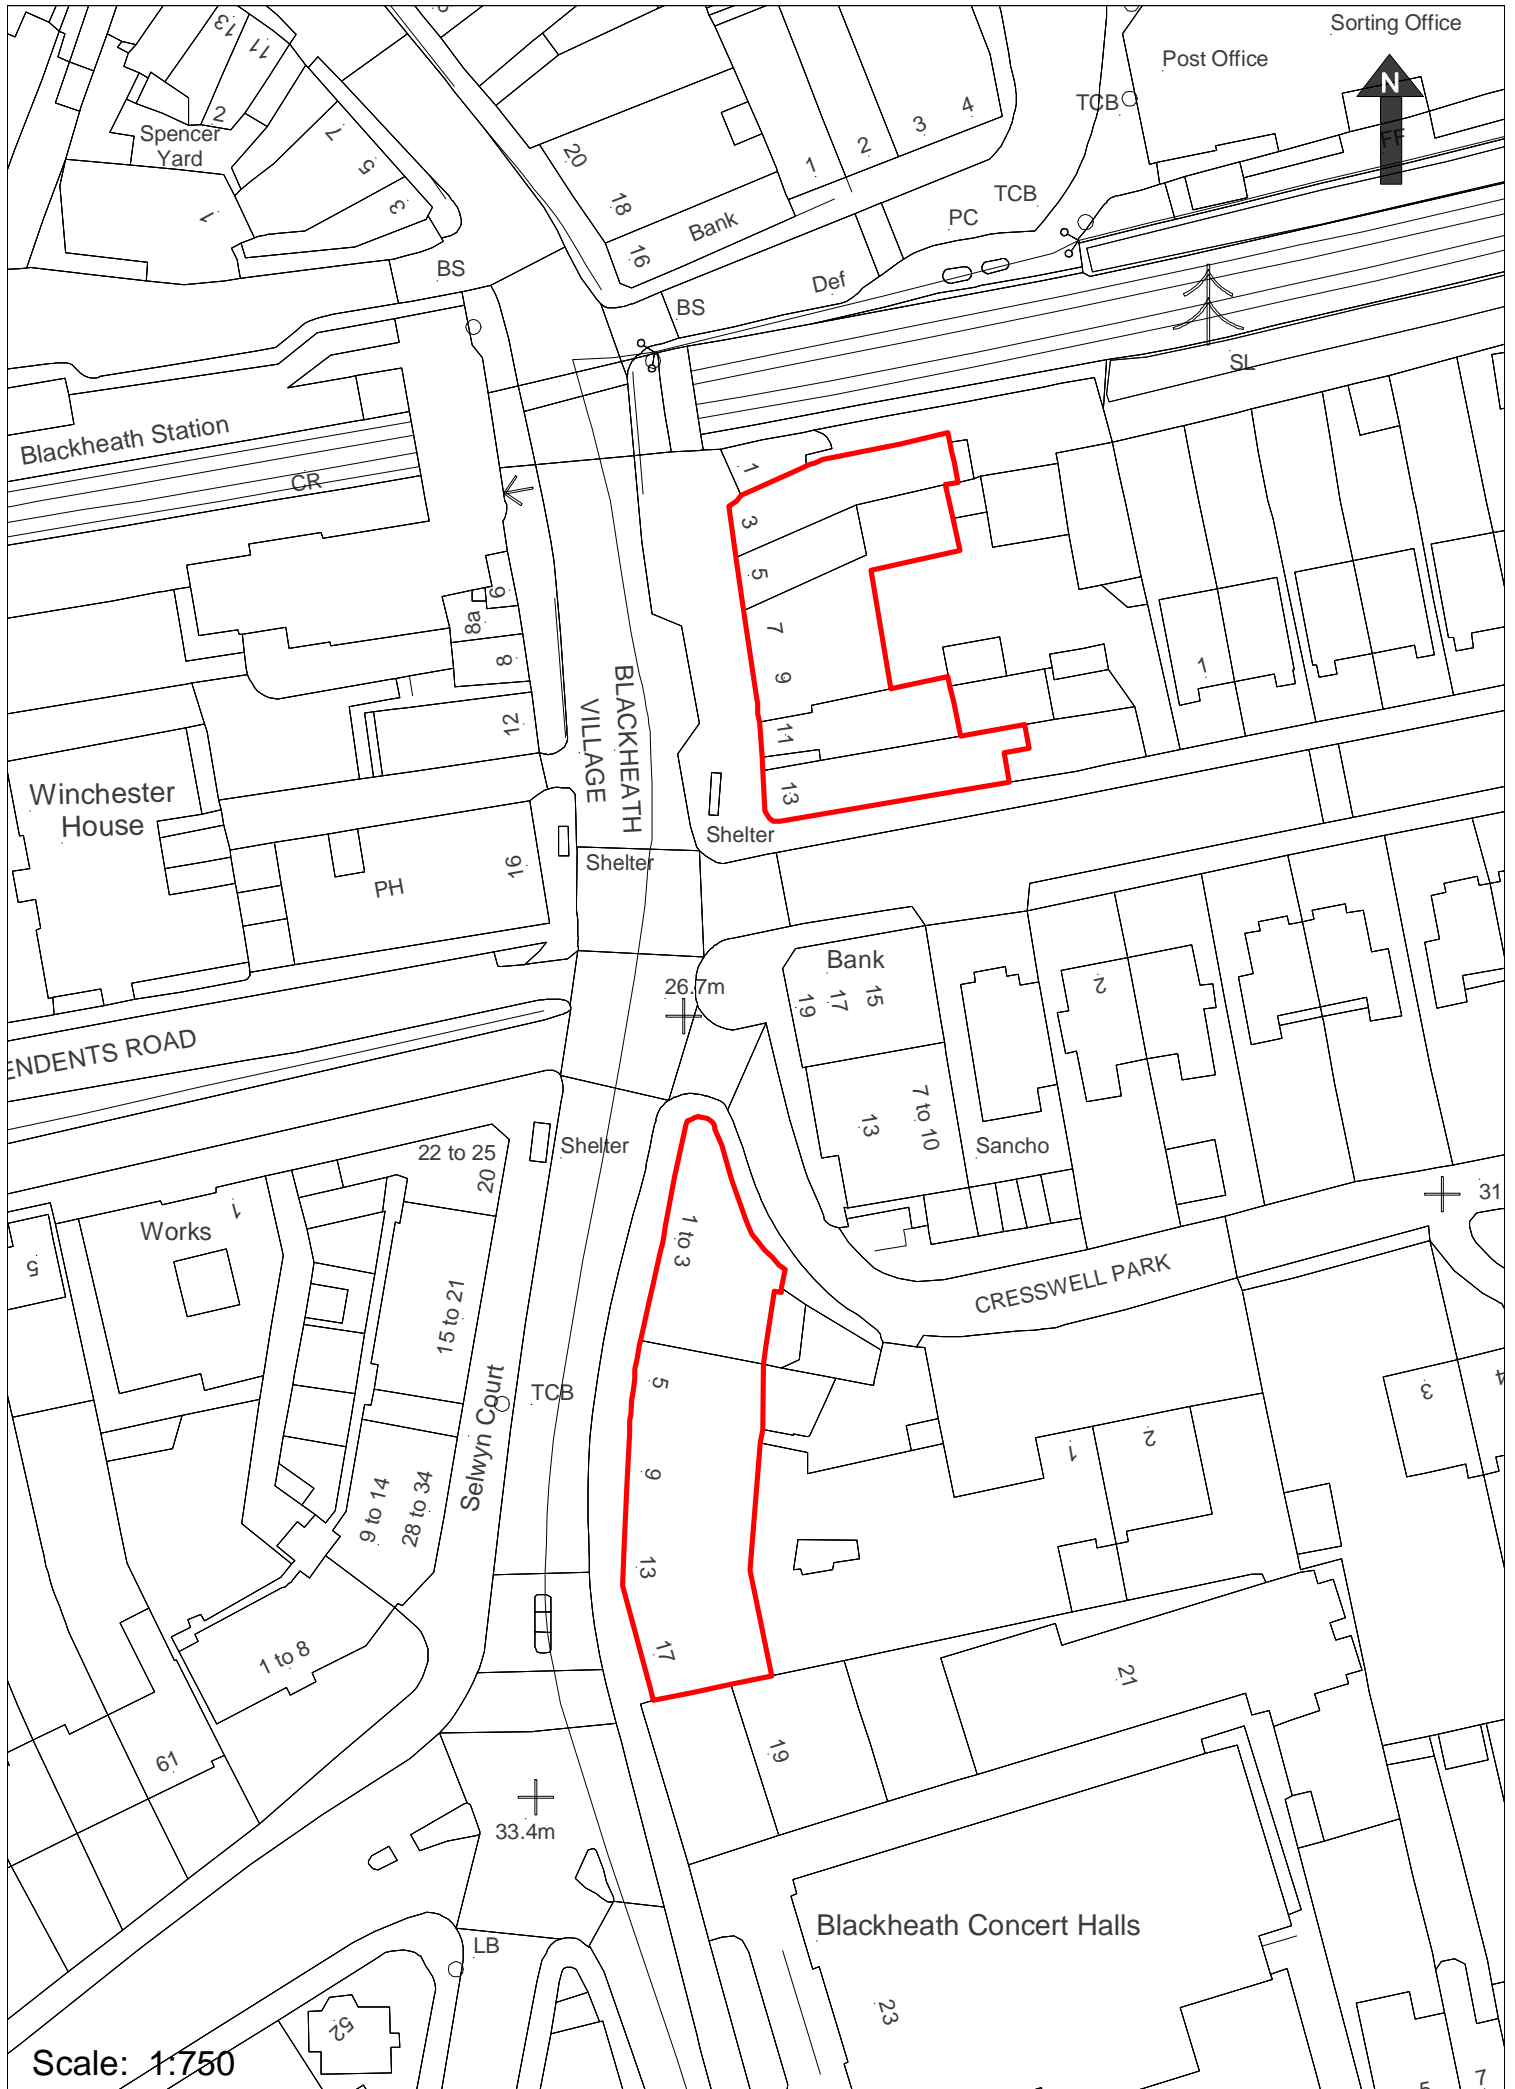 Sorting Office
Post Office
N
FF
TCB
13
11
2
Spencer
Yard
7
5
3
1
20
18
16
Bank
1
2
3
4
TCB
PC
BS
BS
Def
SL
Blackheath Station
CR
1
3
5
7
9
11
13
6
8a
8
12
BLACKHEATH
VILLAGE
1
Winchester
House
Shelter
Shelter
PH
16
Bank
19
17
15
2
26.7m
ENDENTS ROAD
13
7 to 10
Sancho
Shelter
22 to 25
20
31
Works
1
5
1 to 3
CRESSWELL PARK
15 to 21
Selwyn Court
TCB
5
9
13
17
1
2
3
4
9 to 14
28 to 34
1 to 8
61
21
19
33.4m
Blackheath Concert Halls
LB
23
52
Scale: 1:750
5
7